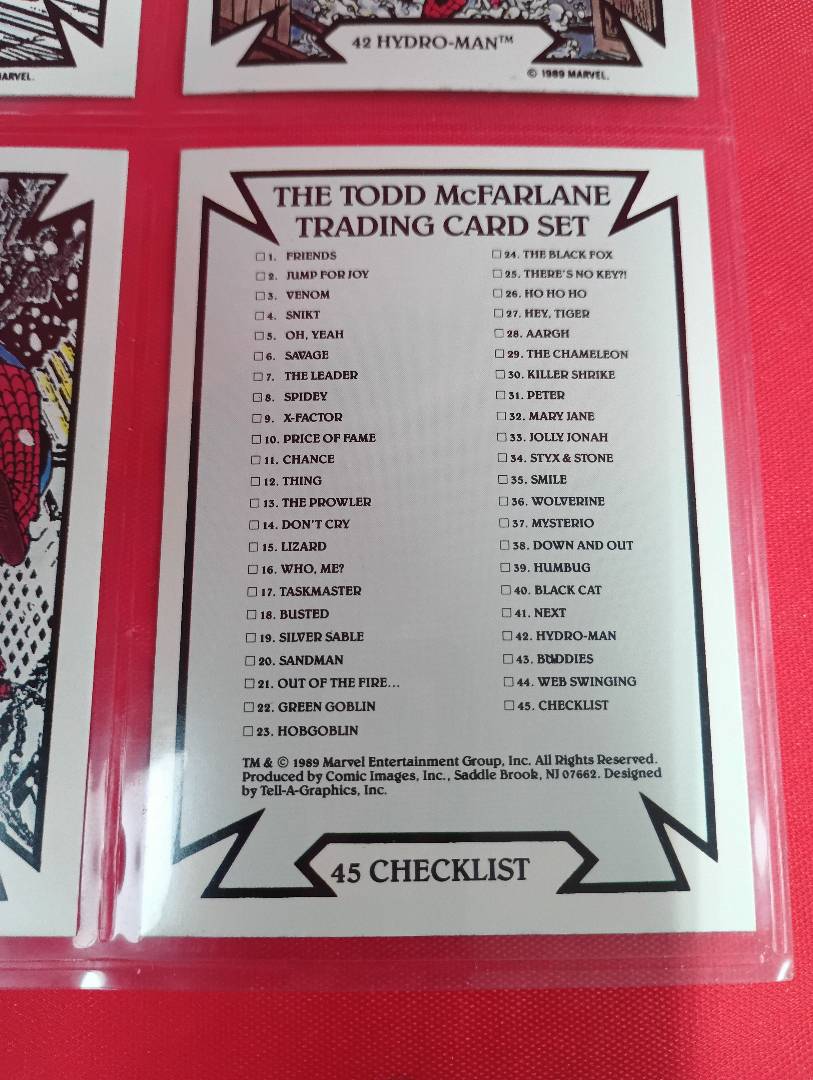 42 HYDRO-MAN™
ARVEL.
© 1989 MARVEL.
THE TODD McFARLANE
TRADING CARD SET
1. FRIENDS
2. JUMP FOR JOY
3. VENOM
4. SNIKT
5. OH, YEAH
6. SAVAGE
7. THE LEADER
8. SPIDEY
9. X-FACTOR
10. PRICE OF FAME
11. CHANCE
12. THING
13. THE PROWLER
14. DON'T CRY
15. LIZARD
16. WHO, ME?
17. TASKMASTER
18. BUSTED
19. SILVER SABLE
20. SANDMAN
21. OUT OF THE FIRE...
22. GREEN GOBLIN
23. HOBGOBLIN
24. THE BLACK FOX
25. THERE'S NO KEY?!
26. HO HO HO
27. HEY, TIGER
28. AARGH
29. THE CHAMELEON
30. KILLER SHRIKE
31. PETER
32. MARY JANE
33. JOLLY JONAH
34. STYX & STONE
35. SMILE
36. WOLVERINE
37. MYSTERIO
38. DOWN AND OUT
39. HUMBUG
40. BLACK CAT
41. NEXT
42. HYDRO-MAN
43. BUDDIES
44. WEB SWINGING
45. CHECKLIST
TM & © 1989 Marvel Entertainment Group, Inc. All Rights Reserved.
Produced by Comic Images, Inc., Saddle Brook, NJ 07662. Designed
by Tell-A-Graphics, Inc.
45 CHECKLIST